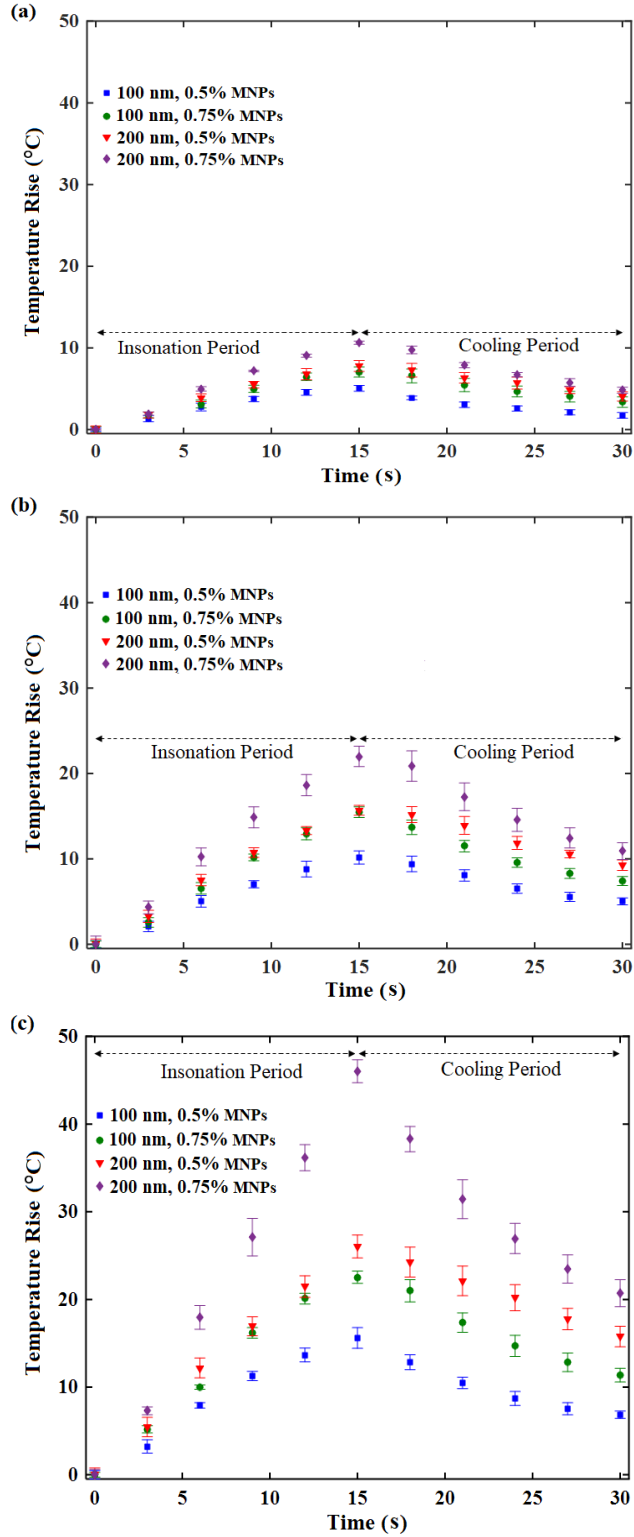 (a)
50
40
30
20
10
0
Temperature Rise (°C)
100 nm, 0.5% MNPs
100 nm, 0.75% MNPs
200 nm, 0.5% MNPs
200 nm, 0.75% MNPs
Insonation Period Cooling Period
0 5 10 15 20 25 30
Time (s)
(b)
50
40
30
20
10
0
Temperature Rise (°C)
100 nm, 0.5% MNPs
100 nm, 0.75% MNPs
200 nm, 0.5% MNPs
200 nm, 0.75% MNPs
Insonation Period Cooling Period
0 5 10 15 20 25 30
Time (s)
(c)
50
40
30
20
10
0
Temperature Rise (°C)
Insonation Period Cooling Period
100 nm, 0.5% MNPs
100 nm, 0.75% MNPs
200 nm, 0.5% MNPs
200 nm, 0.75% MNPs
0 5 10 15 20 25 30
Time (s)